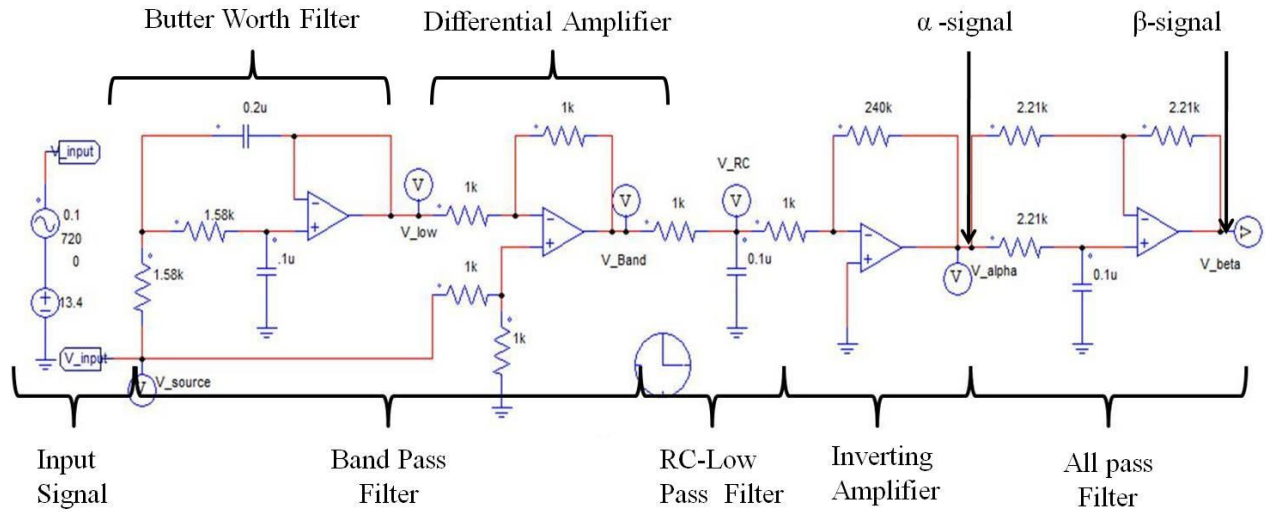 Butter Worth Filter
Differential Amplifier
α -signal
β-signal
0.2u
1k
240k
2.21k
2.21k
V_input
V_RC
0.1
720
0
1.58k
V
V_low
1k
V
1k
V
1k
2.21k
V_Band
V
V_alpha
V
V_beta
1.58k
.1u
0.1u
0.1u
1k
13.4
1k
V_input
V
V_source
Input
Signal
Band Pass
Filter
RC-Low
Pass Filter
Inverting
Amplifier
All pass
Filter